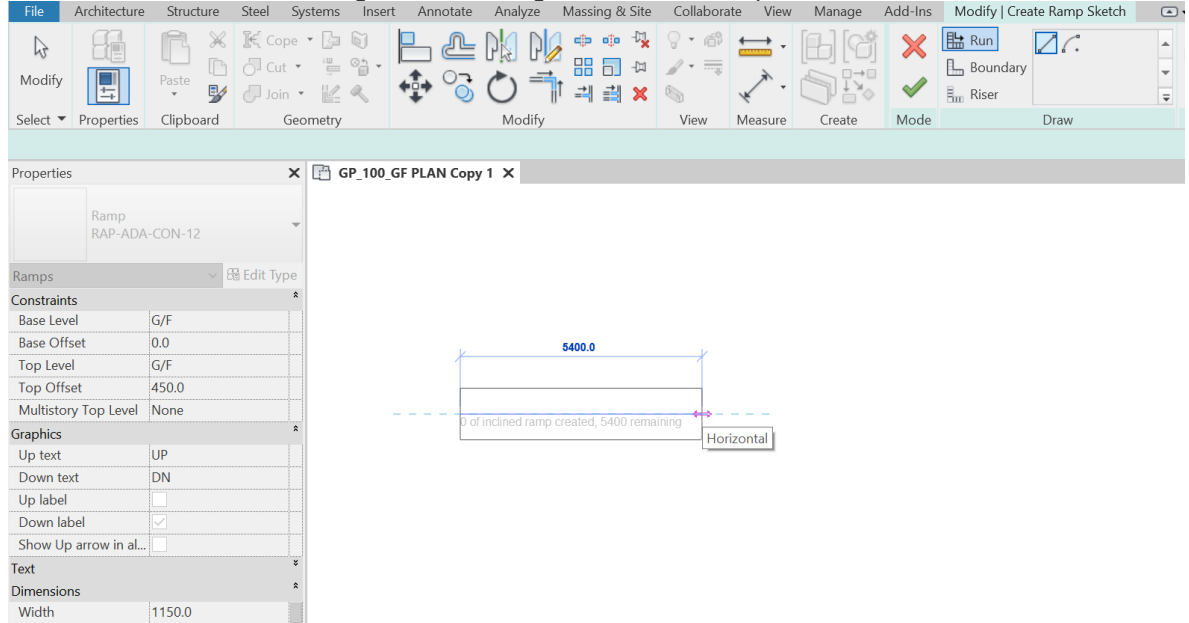 File Architecture Structure Steel Systems Insert Annotate Analyze Massing & Site Collaborate View Manage Add-Ins Modify | Create Ramp Sketch
Modify
Paste
Cope
Cut
Join
Run
Boundary
Riser
Select Properties Clipboard Geometry Modify View Measure Create Mode Draw
Properties
GP_100_GF PLAN Copy 1
Ramp
RAP-ADA-CON-12
Ramps Edit Type
Constraints
Base Level G/F
Base Offset 0.0
Top Level G/F
Top Offset 450.0
Multistory Top Level None
Graphics
Up text UP
Down text DN
Up label
Down label
Show Up arrow in al...
Text
Dimensions
Width 1150.0
5400.0
0 of inclined ramp created, 5400 remaining
Horizontal